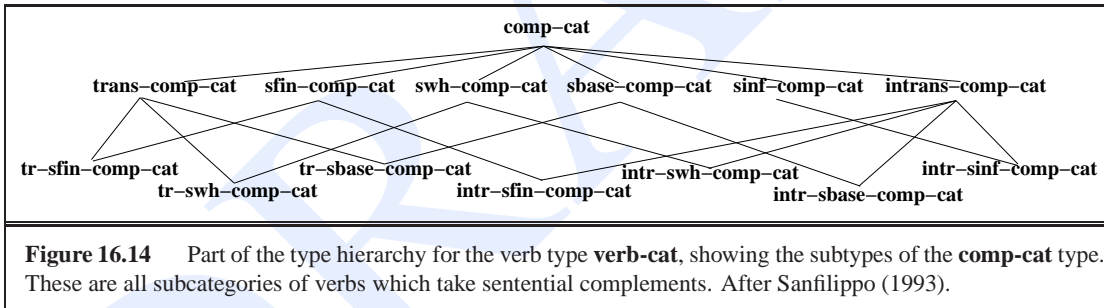 comp−cat
trans−comp−cat sfin−comp−cat swh−comp−cat sbase−comp−cat sinf−comp−cat intrans−comp−cat
tr−sfin−comp−cat tr−sbase−comp−cat intr−swh−comp−cat intr−sinf−comp−cat
tr−swh−comp−cat intr−sfin−comp−cat intr−sbase−comp−cat
Figure 16.14 Part of the type hierarchy for the verb type verb-cat, showing the subtypes of the comp-cat type.
These are all subcategories of verbs which take sentential complements. After Sanfilippo (1993).